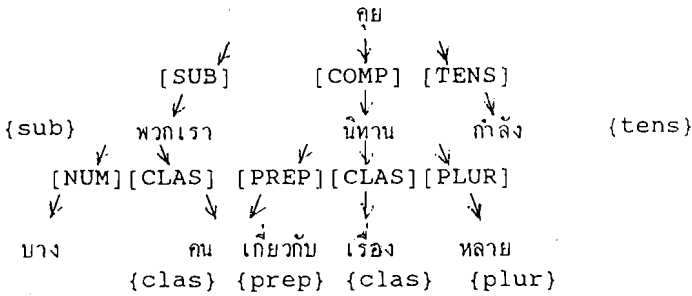 คุย
[SUB] [COMP] [TENS]
{sub} พวกเรา นิทาน กำลัง {tens}
[NUM][CLAS] [PREP][CLAS][PLUR]
บาง คน เกี่ยวกับ เรื่อง หลาย
{clas} {prep} {clas} {plur}